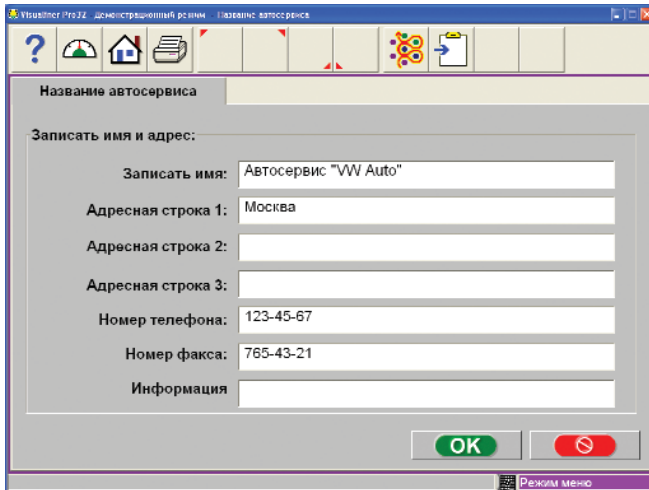 Visualiner Pro32 Демонстрационный режим Название автосервиса
?
Название автосервиса
Записать имя и адрес:
Записать имя: Автосервис "VW Auto"
Адресная строка 1: Москва
Адресная строка 2:
Адресная строка 3:
Номер телефона: 123-45-67
Номер факса: 765-43-21
Информация
OK
Режим меню